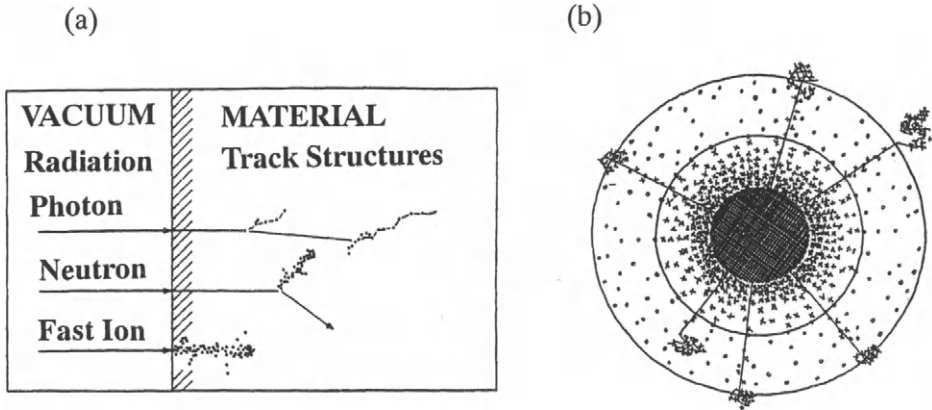 (a)
(b)
VACUUM
MATERIAL
Radiation
Track Structures
Photon
Neutron
Fast Ion